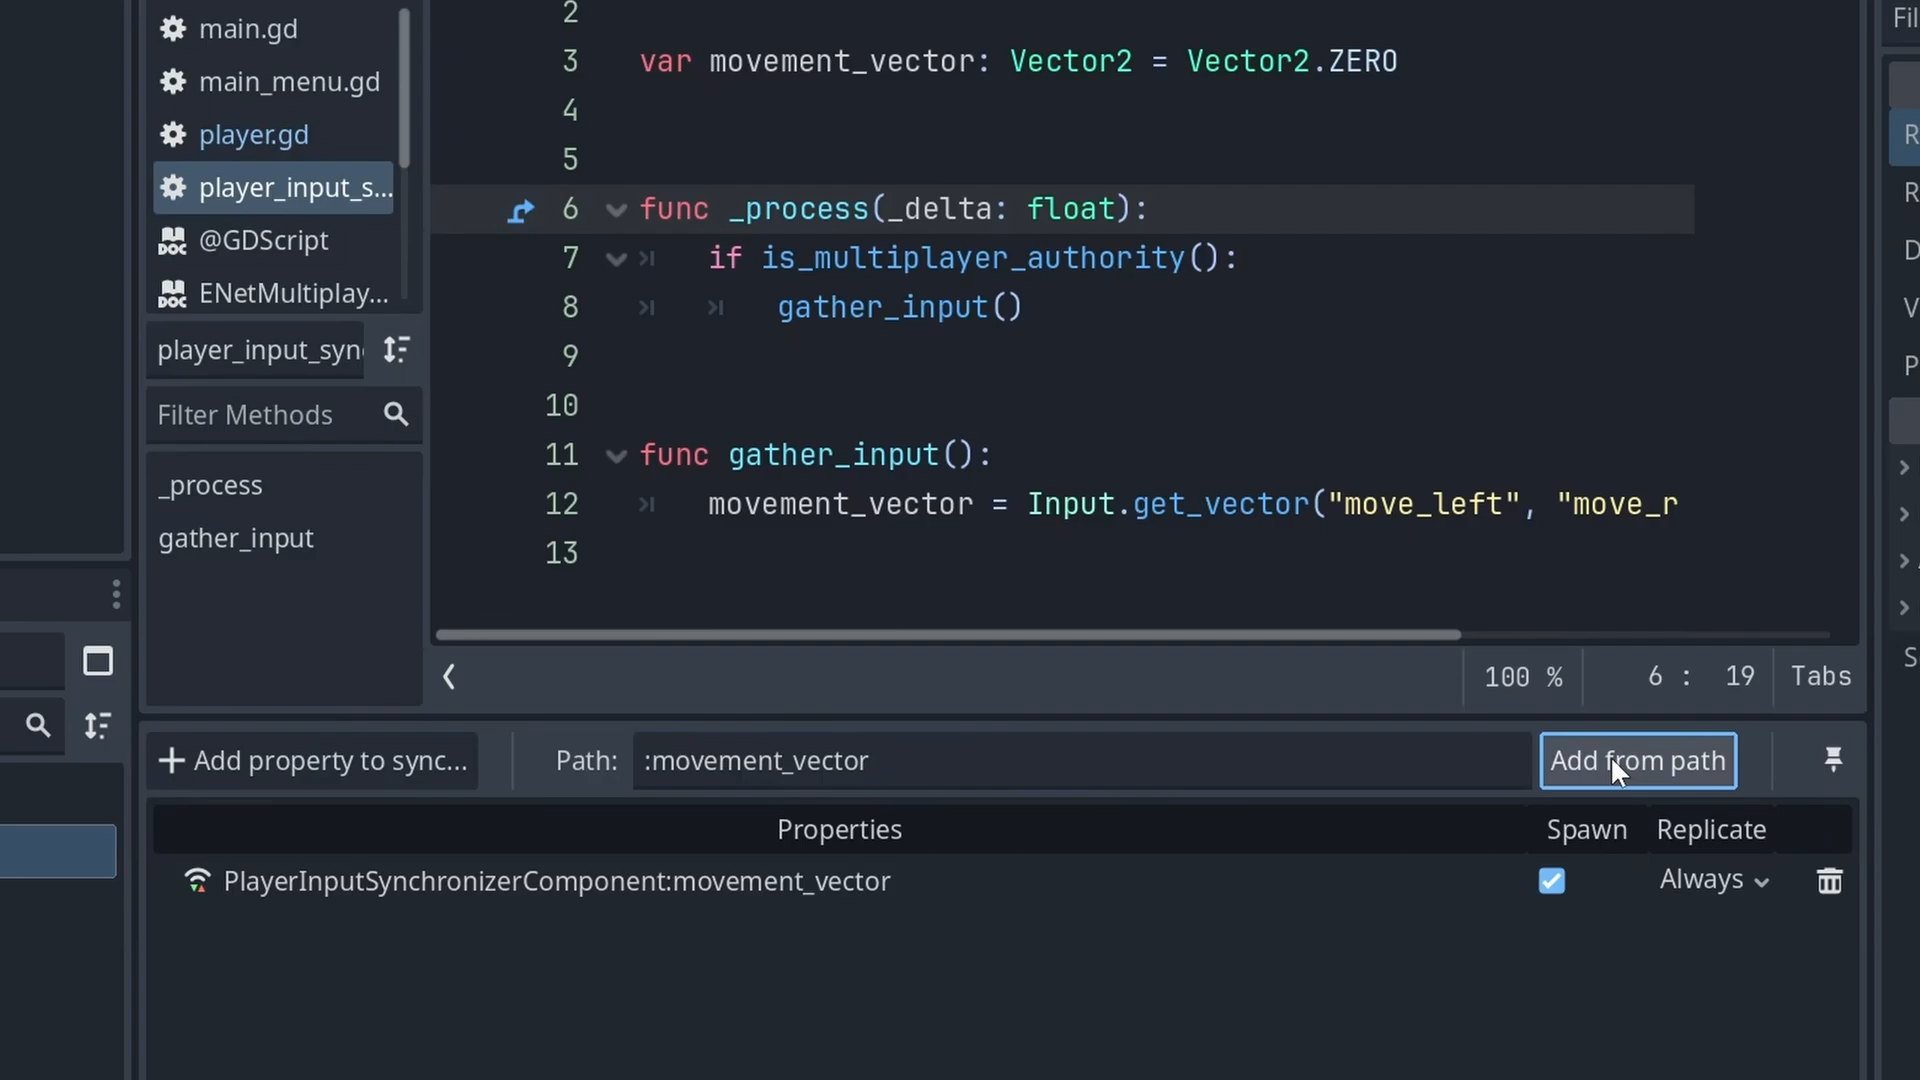 main.gd
main_menu.gd
player.gd
player_input_s...
@GDScript
ENetMultiplay...
player_input_syn
Filter Methods
_process
gather_input
2
3 var movement_vector: Vector2 = Vector2.ZERO
4
5
6 func _process(_delta: float):
7 if is_multiplayer_authority():
8 gather_input()
9
10
11 func gather_input():
12 movement_vector = Input.get_vector("move_left", "move_r
13
100 % 6 : 19 Tabs
Add property to sync... Path: :movement_vector Add from path
Properties Spawn Replicate
PlayerInputSynchronizerComponent:movement_vector Always
Fil
R
R
D
V
P
S